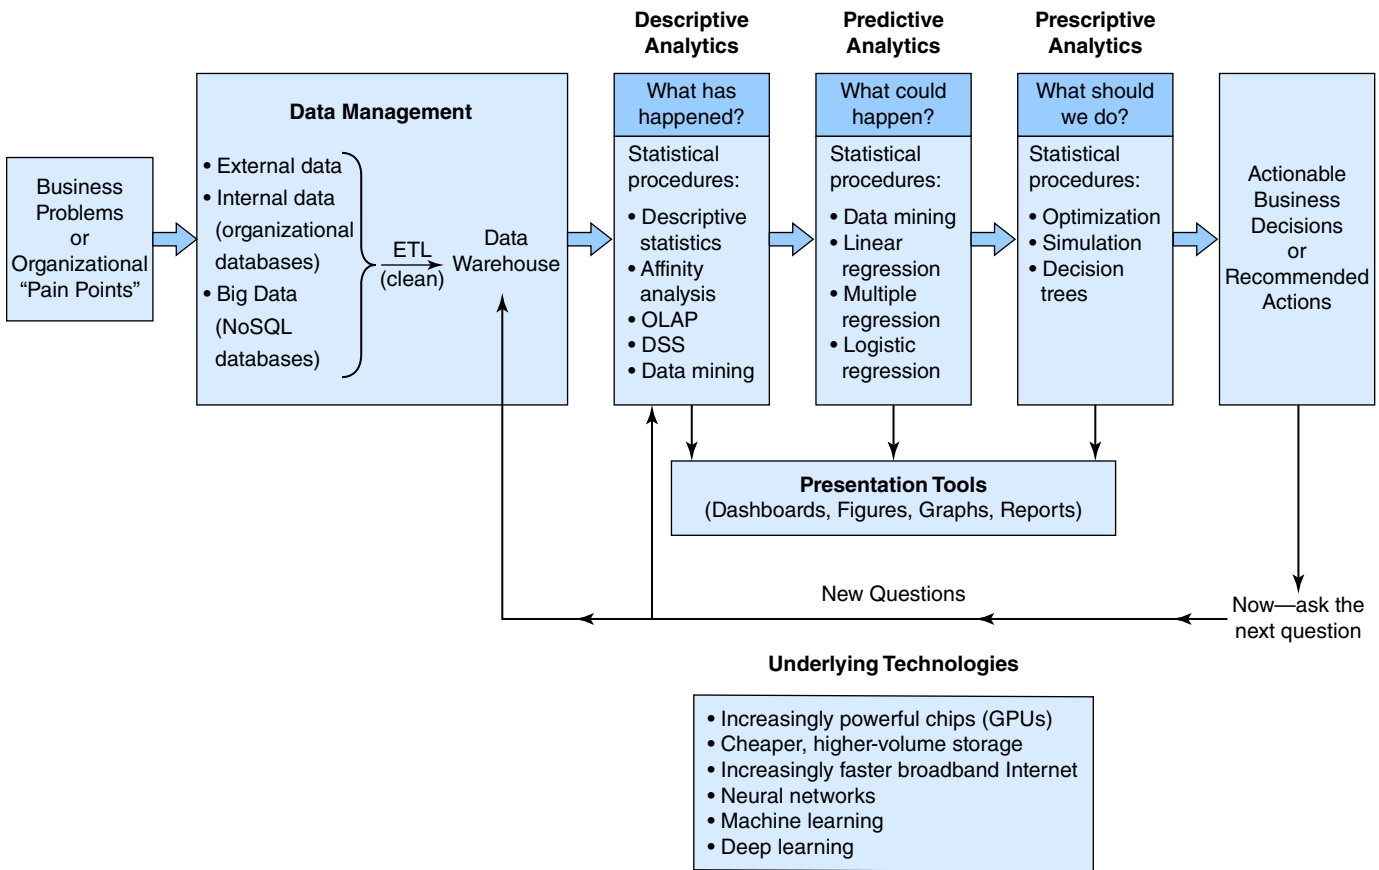 Descriptive
Analytics
Predictive
Analytics
Prescriptive
Analytics
Business
Problems
or
Organizational
“Pain Points”
Data Management
• External data
• Internal data
(organizational
databases)
• Big Data
(NoSQL
databases)
ETL
(clean)
Data
Warehouse
What has
happened?
Statistical
procedures:
• Descriptive
statistics
• Affinity
analysis
• OLAP
• DSS
• Data mining
What could
happen?
Statistical
procedures:
• Data mining
• Linear
regression
• Multiple
regression
• Logistic
regression
What should
we do?
Statistical
procedures:
• Optimization
• Simulation
• Decision
trees
Actionable
Business
Decisions
or
Recommended
Actions
Presentation Tools
(Dashboards, Figures, Graphs, Reports)
New Questions
Now—ask the
next question
Underlying Technologies
• Increasingly powerful chips (GPUs)
• Cheaper, higher-volume storage
• Increasingly faster broadband Internet
• Neural networks
• Machine learning
• Deep learning